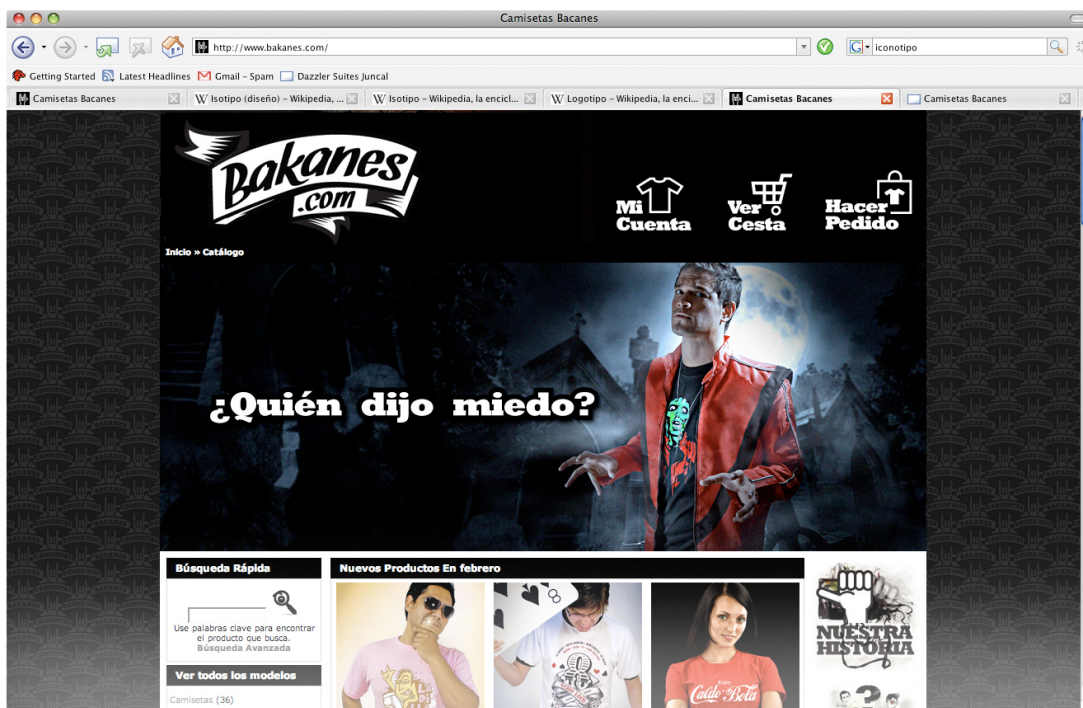 Camisetas Bacanes
http://www.bakanes.com/
iconotipo
Getting Started
Latest Headlines
Gmail - Spam
Dazzler Suites Juncal
Camisetas Bacanes
Isotipo (diseño) – Wikipedia, ...
Isotipo – Wikipedia, la encicl...
Logotipo – Wikipedia, la enci...
Camisetas Bacanes
Camisetas Bacanes
Bakanes
.com
Mi
Cuenta
Ver
Cesta
Hacer
Pedido
Inicio » Catálogo
¿Quién dijo miedo?
Búsqueda Rápida
Use palabras clave para encontrar
el producto que busca.
Búsqueda Avanzada
Ver todos los modelos
Camisetas (36)
Nuevos Productos En febrero
Enjoy
Caldo Bola
NUESTRA
HISTORIA